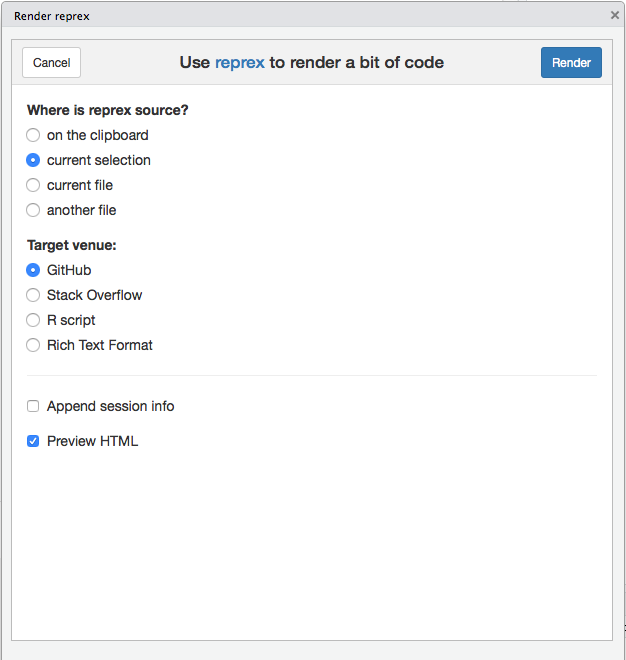 Render reprex
Cancel
Use reprex to render a bit of code
Render
Where is reprex source?
on the clipboard
current selection
current file
another file
Target venue:
GitHub
Stack Overflow
R script
Rich Text Format
Append session info
Preview HTML